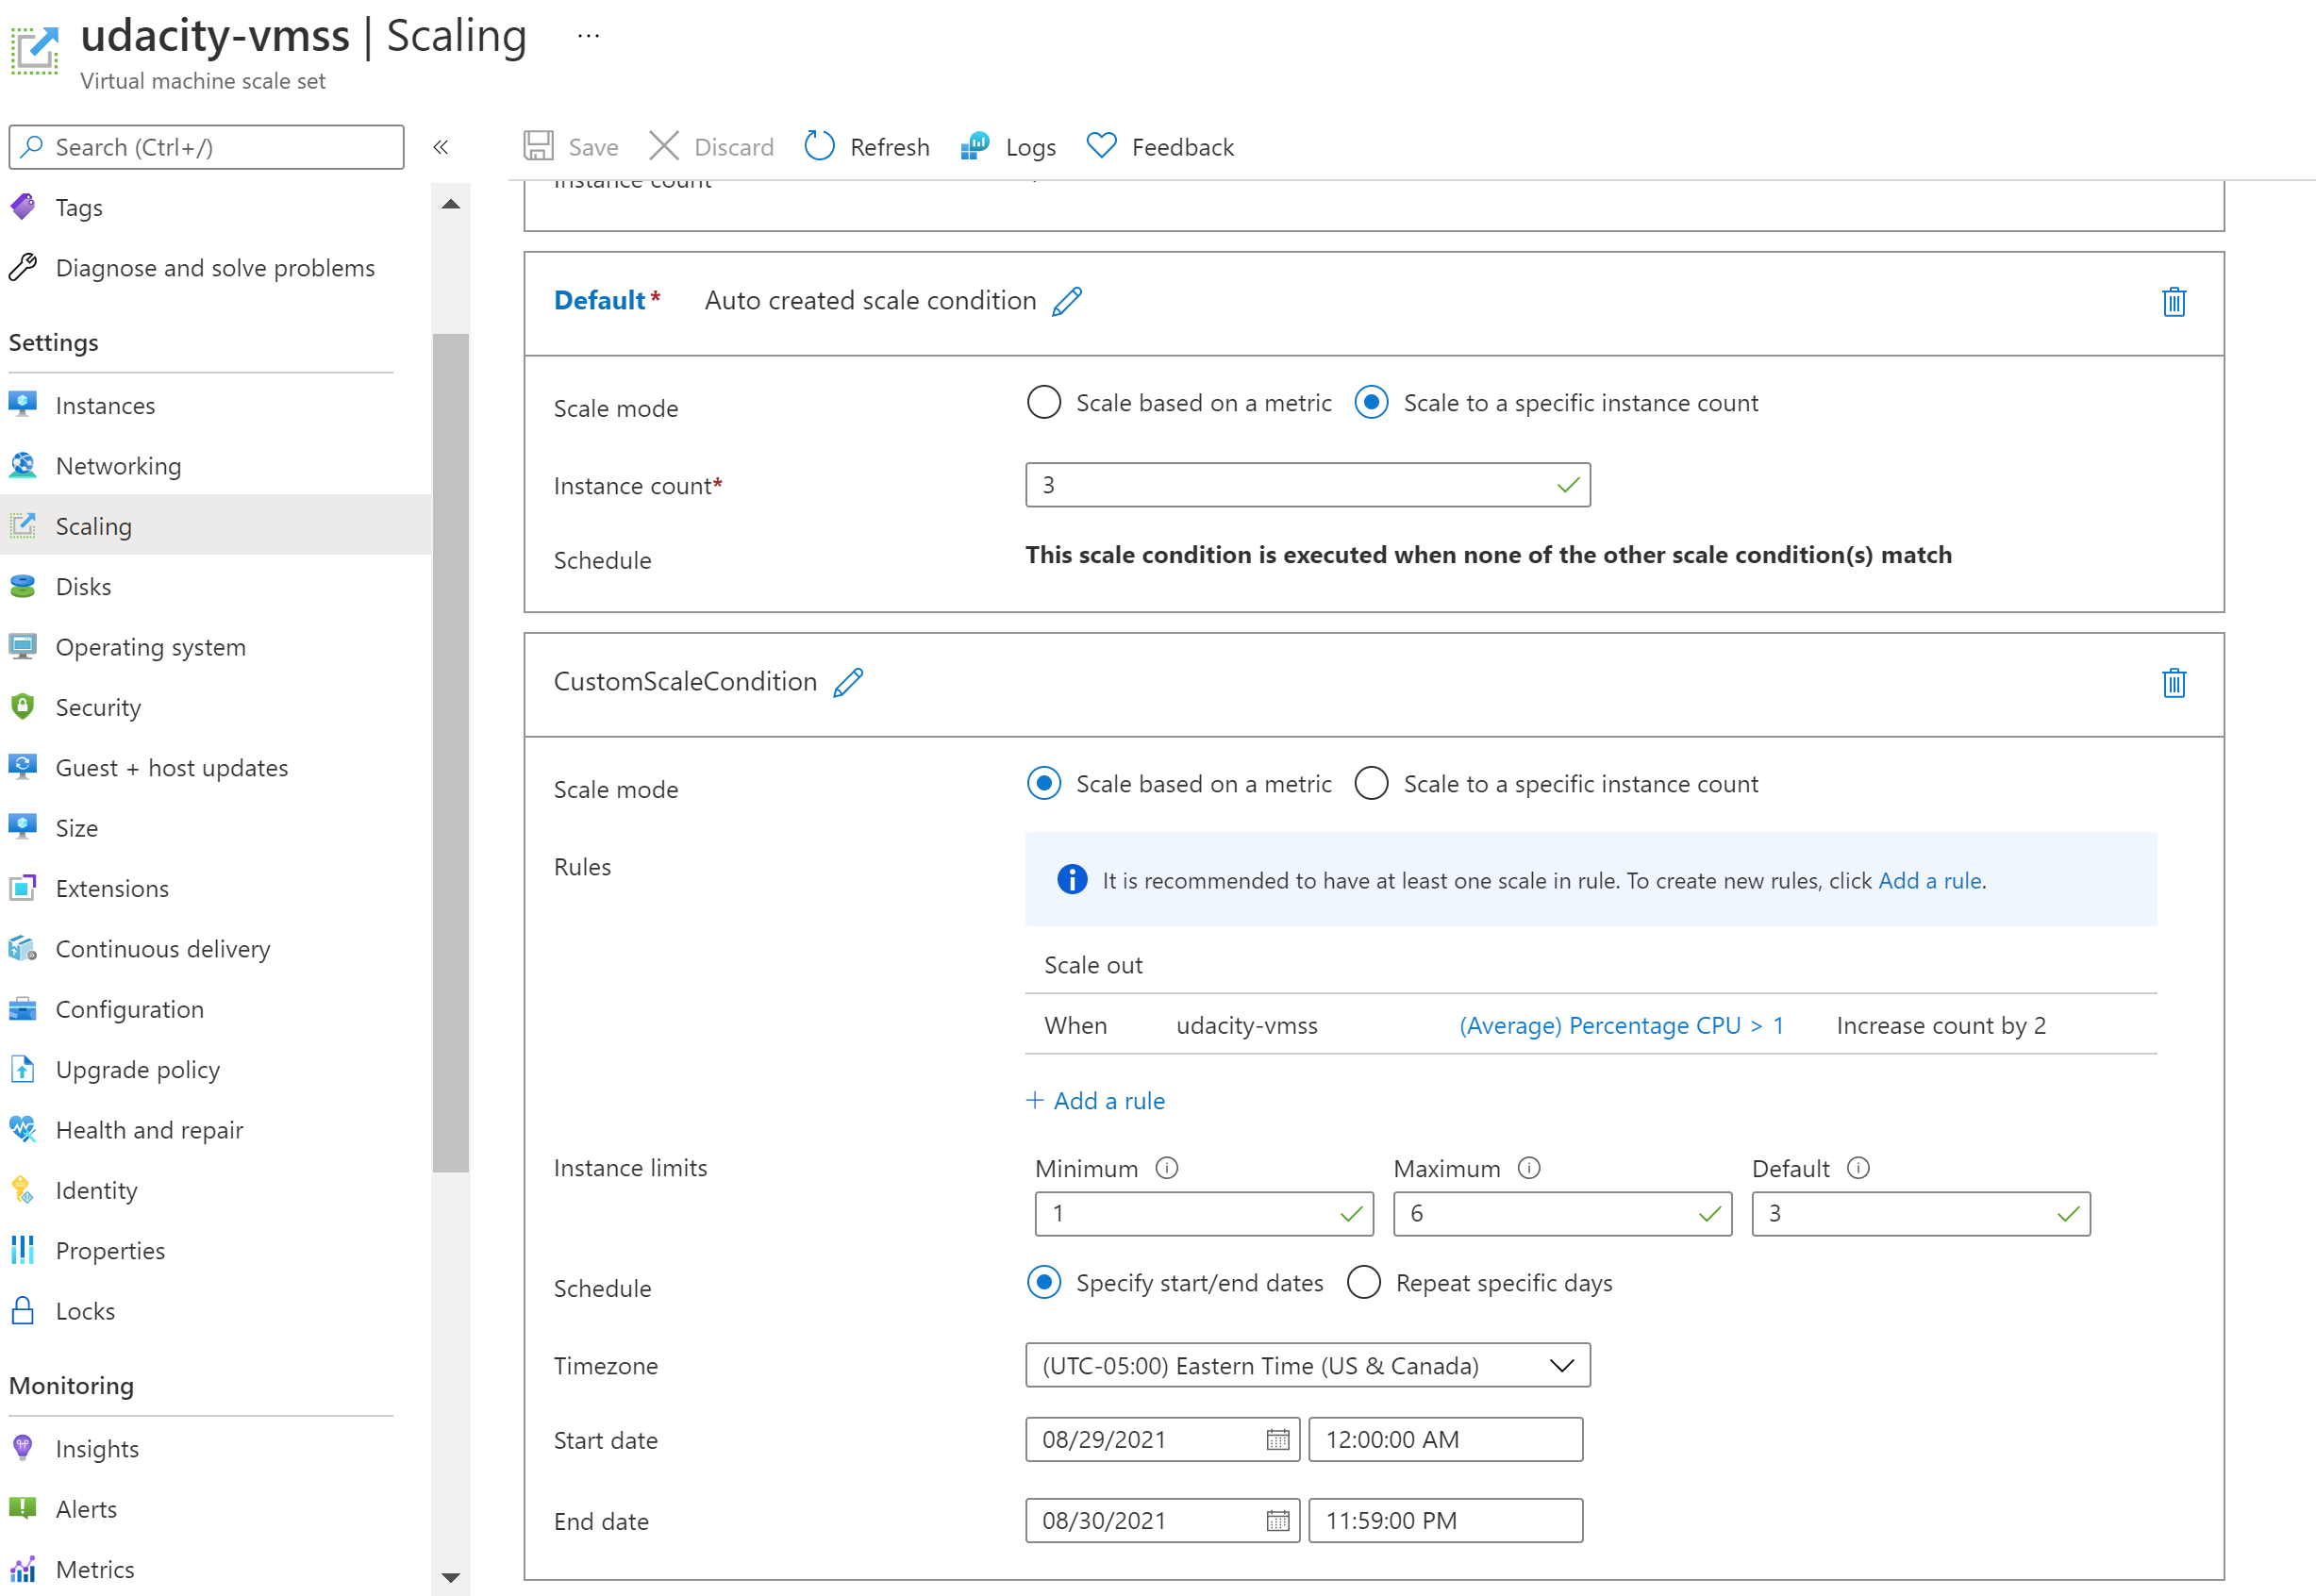 udacity-vmss | Scaling ...
Virtual machine scale set
Search (Ctrl+/)
«
Save
Discard
Refresh
Logs
Feedback
Tags
Diagnose and solve problems
Settings
Instances
Networking
Scaling
Disks
Operating system
Security
Guest + host updates
Size
Extensions
Continuous delivery
Configuration
Upgrade policy
Health and repair
Identity
Properties
Locks
Monitoring
Insights
Alerts
Metrics
Instance count
Default* Auto created scale condition
Scale mode Scale based on a metric Scale to a specific instance count
Instance count* 3
Schedule This scale condition is executed when none of the other scale condition(s) match
CustomScaleCondition
Scale mode Scale based on a metric Scale to a specific instance count
Rules It is recommended to have at least one scale in rule. To create new rules, click Add a rule.
Scale out
When udacity-vmss (Average) Percentage CPU > 1 Increase count by 2
+ Add a rule
Instance limits Minimum Maximum Default
1 6 3
Schedule Specify start/end dates Repeat specific days
Timezone (UTC-05:00) Eastern Time (US & Canada)
Start date 08/29/2021 12:00:00 AM
End date 08/30/2021 11:59:00 PM